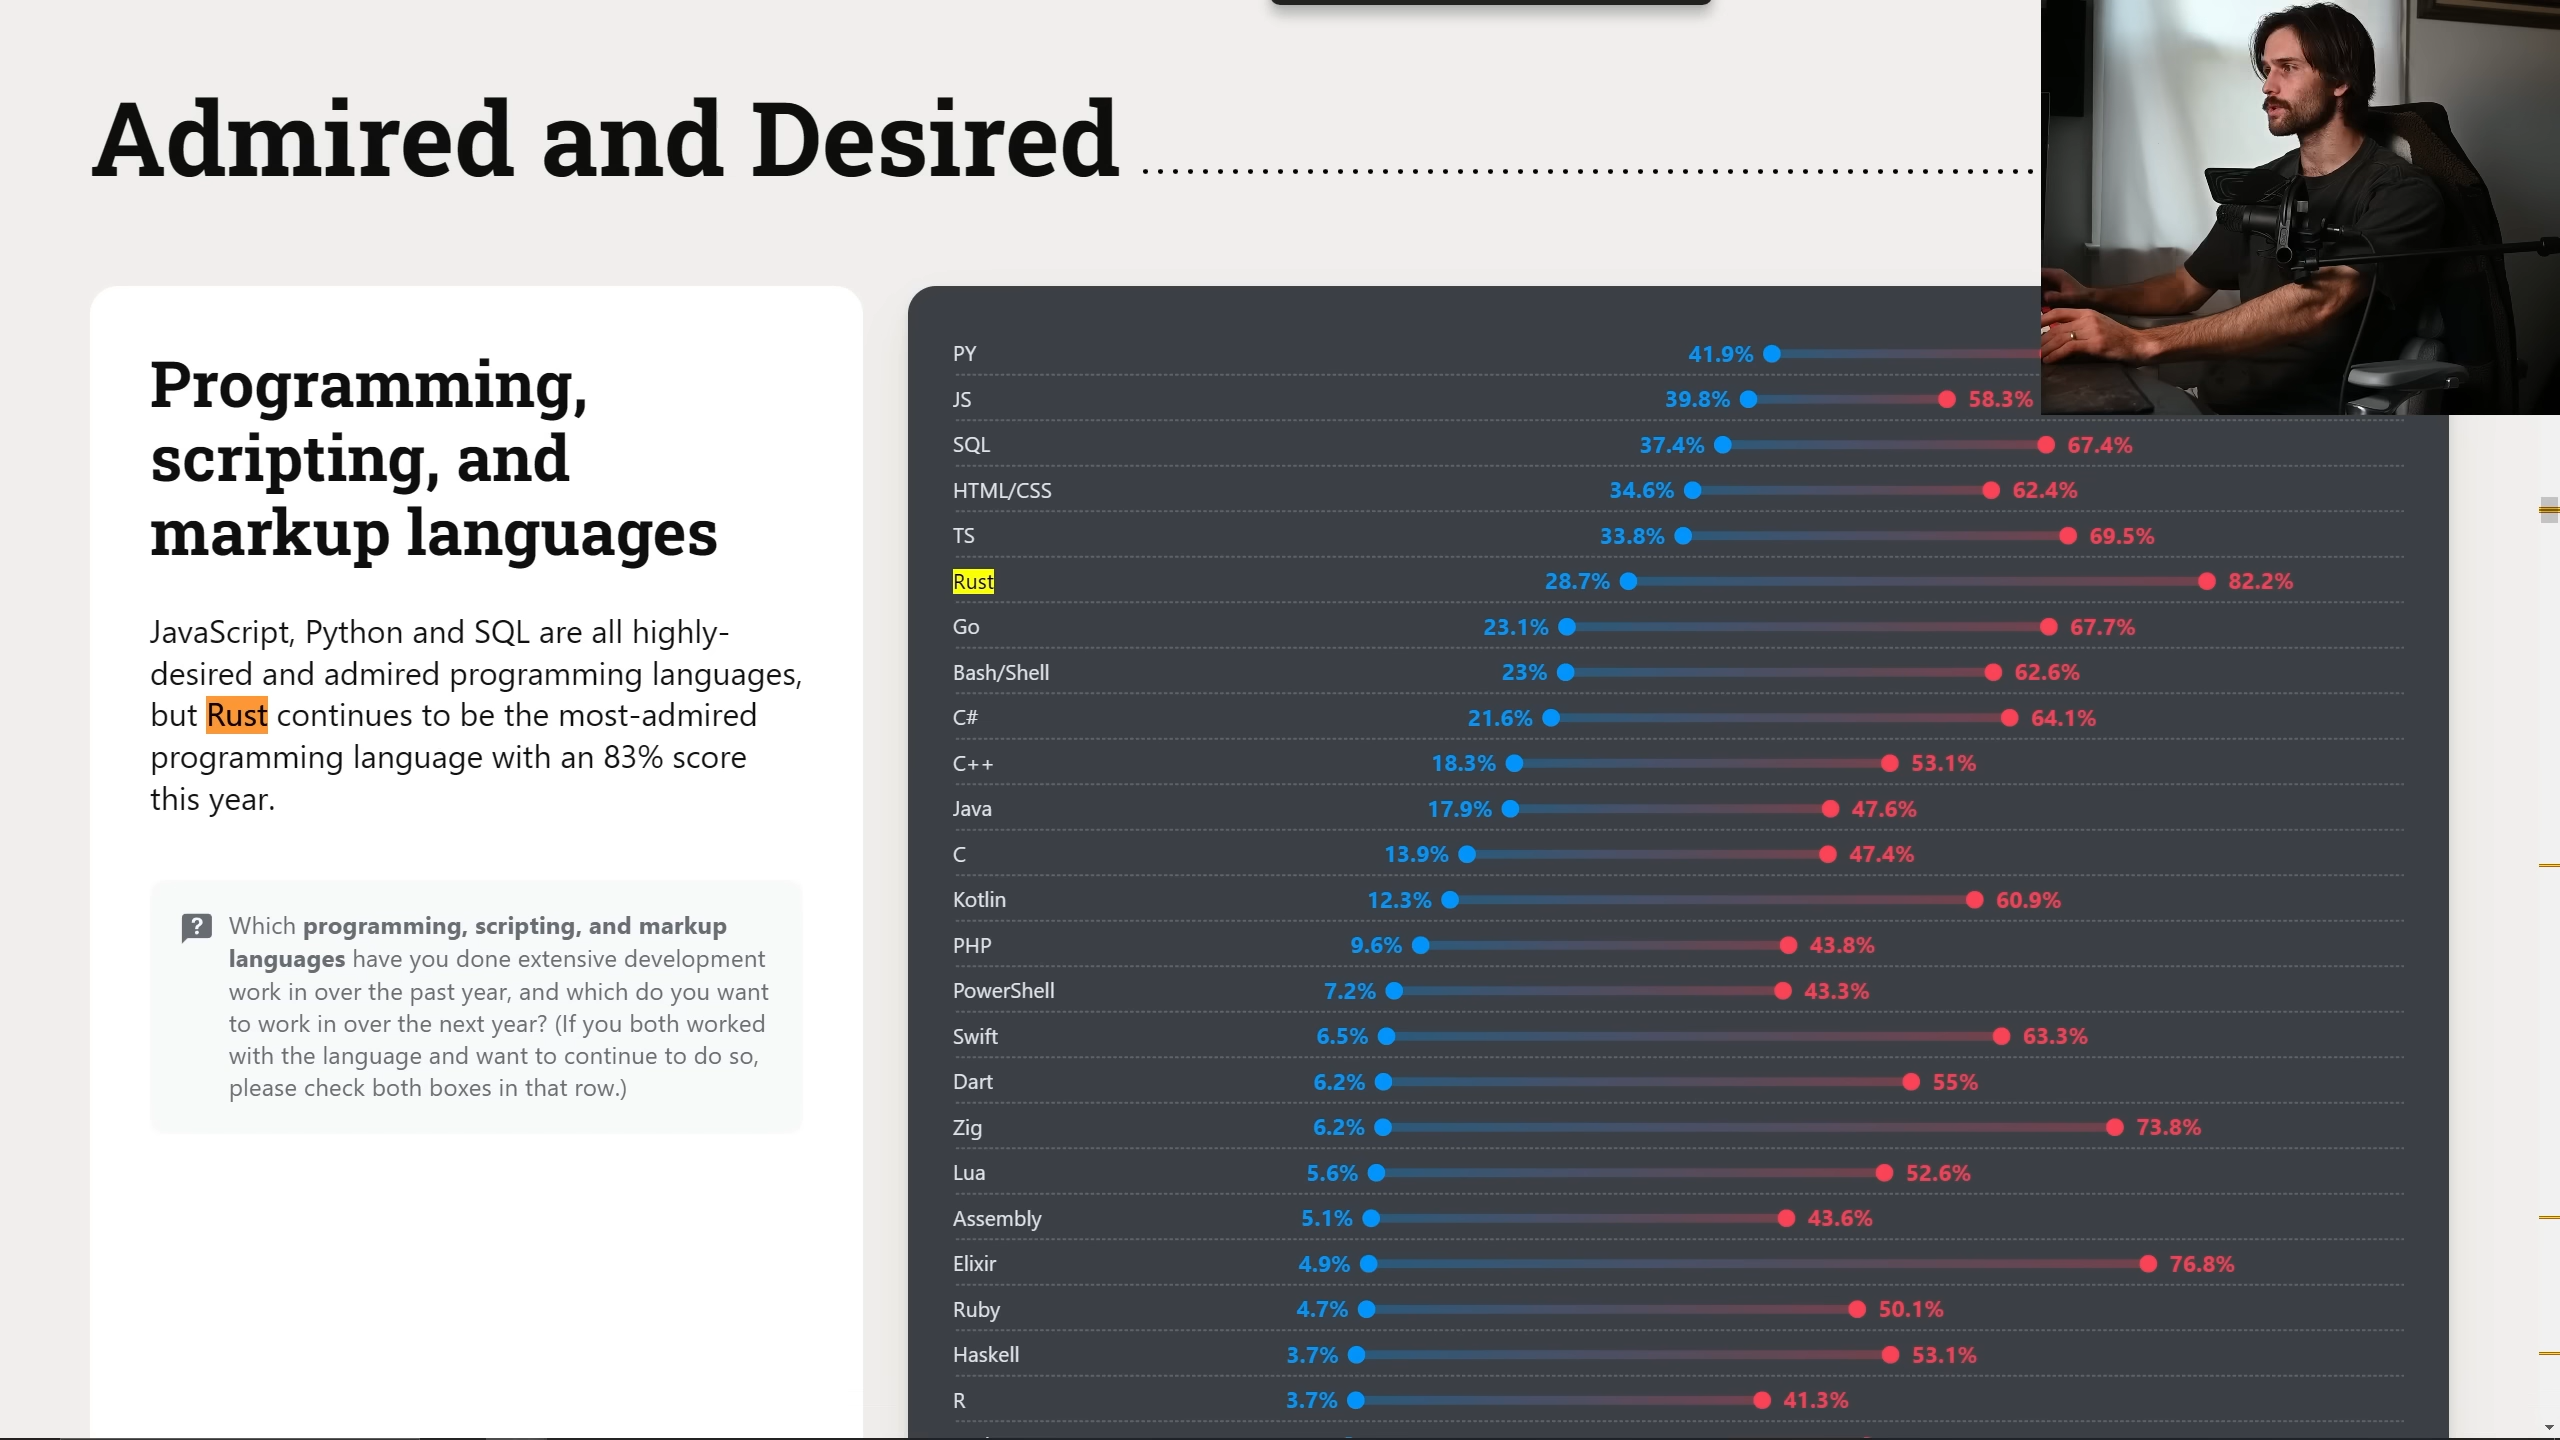 Admired and Desired
Programming,
scripting, and
markup languages
JavaScript, Python and SQL are all highly-
desired and admired programming languages,
but Rust continues to be the most-admired
programming language with an 83% score
this year.
Which programming, scripting, and markup
languages have you done extensive development
work in over the past year, and which do you want
to work in over the next year? (If you both worked
with the language and want to continue to do so,
please check both boxes in that row.)
PY 41.9%
JS 39.8% 58.3%
SQL 37.4% 67.4%
HTML/CSS 34.6% 62.4%
TS 33.8% 69.5%
Rust 28.7% 82.2%
Go 23.1% 67.7%
Bash/Shell 23% 62.6%
C# 21.6% 64.1%
C++ 18.3% 53.1%
Java 17.9% 47.6%
C 13.9% 47.4%
Kotlin 12.3% 60.9%
PHP 9.6% 43.8%
PowerShell 7.2% 43.3%
Swift 6.5% 63.3%
Dart 6.2% 55%
Zig 6.2% 73.8%
Lua 5.6% 52.6%
Assembly 5.1% 43.6%
Elixir 4.9% 76.8%
Ruby 4.7% 50.1%
Haskell 3.7% 53.1%
R 3.7% 41.3%